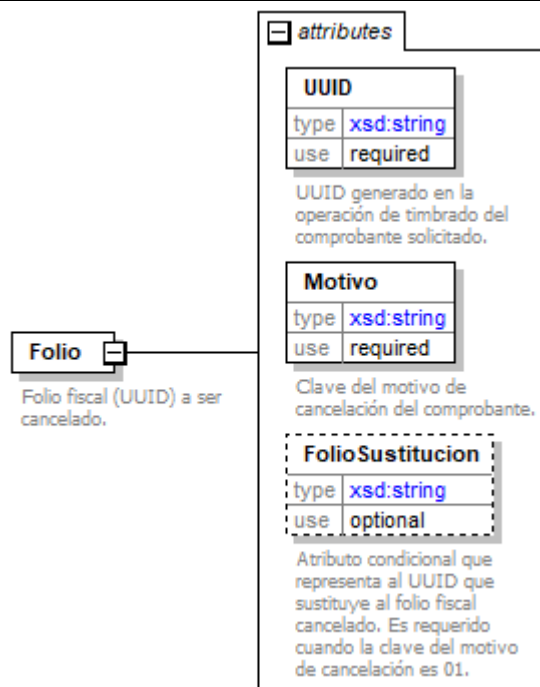 attributes
UUID
type xsd:string
use required
UUID generado en la
operación de timbrado del
comprobante solicitado.
Motivo
type xsd:string
use required
Clave del motivo de
cancelación del comprobante.
Folio
Folio fiscal (UUID) a ser
cancelado.
FolioSustitucion
type xsd:string
use optional
Atributo condicional que
representa al UUID que
sustituye al folio fiscal
cancelado. Es requerido
cuando la clave del motivo
de cancelación es 01.